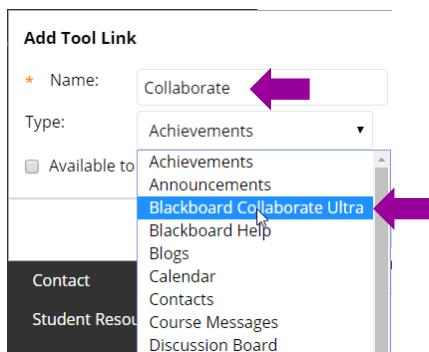 Add Tool Link
* Name: Collaborate
Type: Achievements
Available to
Achievements
Announcements
Blackboard Collaborate Ultra
Blackboard Help
Blogs
Calendar
Contacts
Course Messages
Discussion Board
Contact
Student Resou